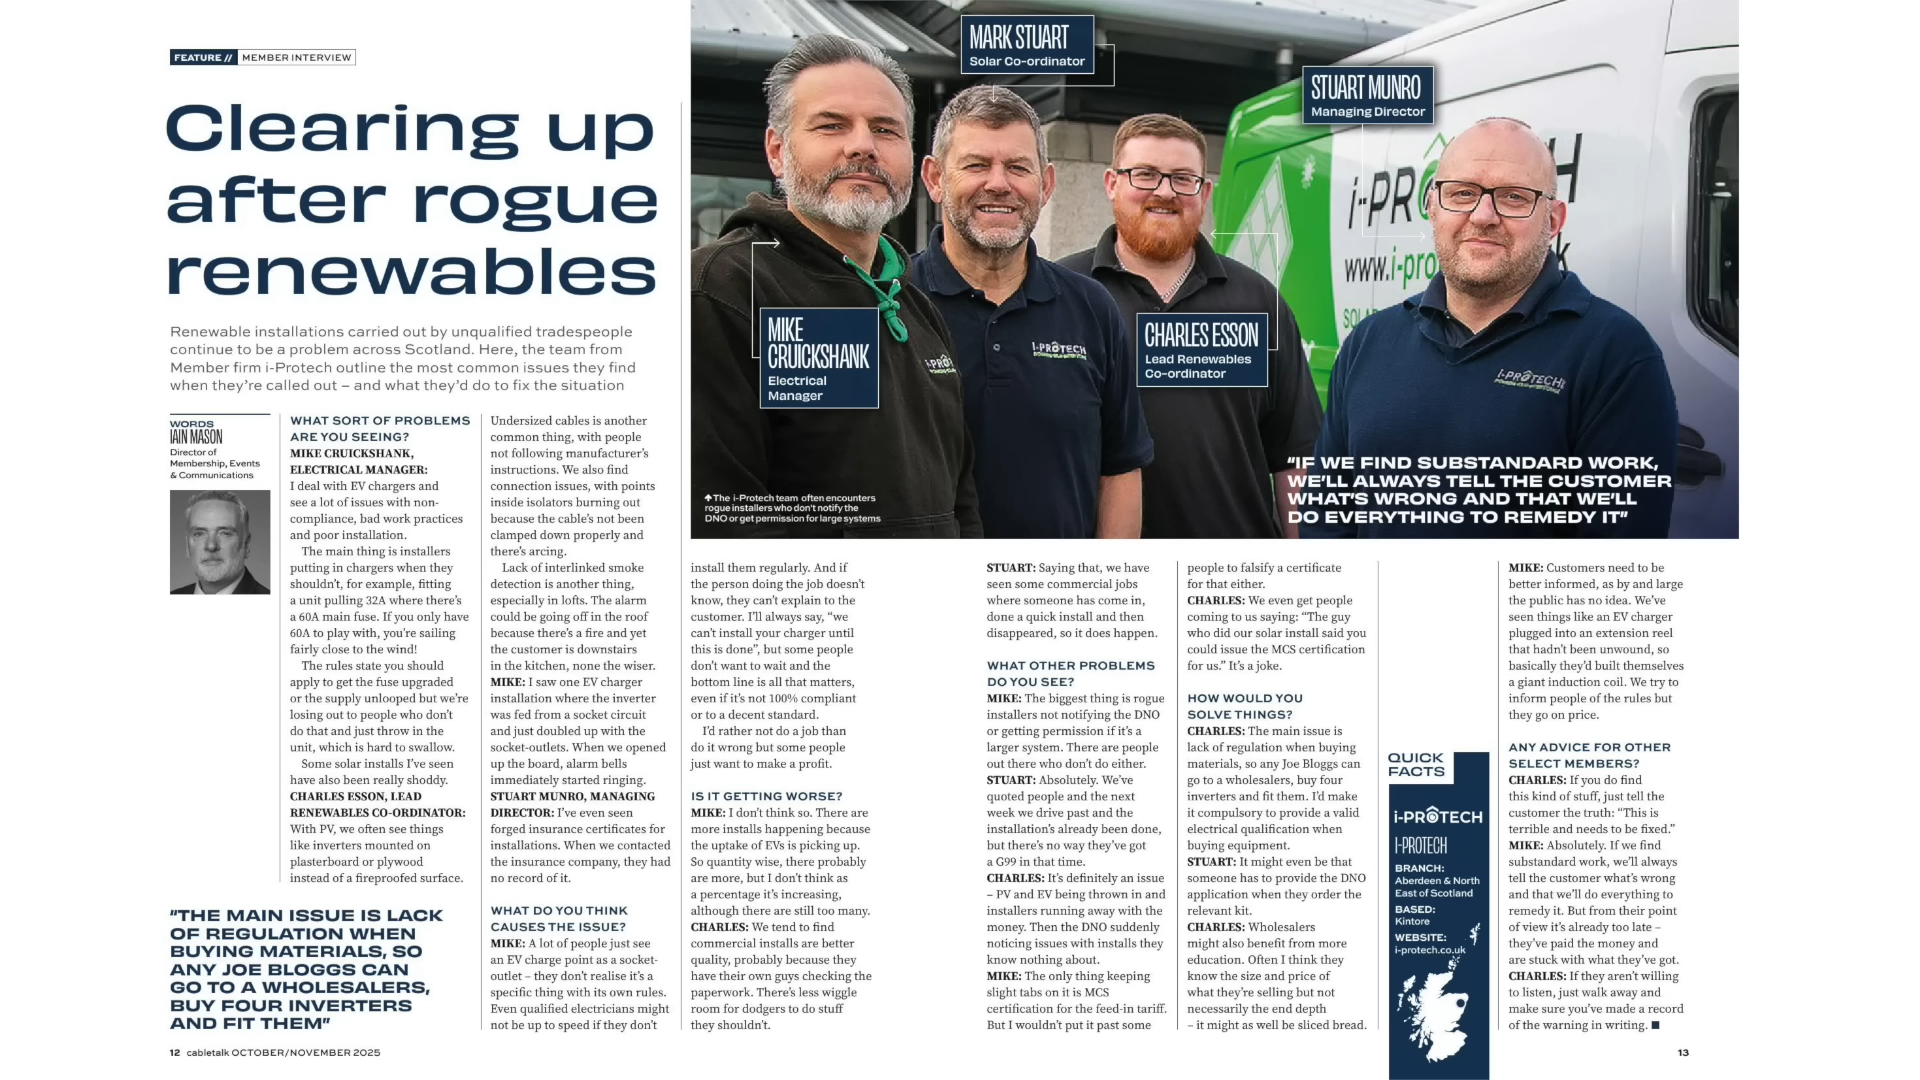 FEATURE // MEMBER INTERVIEW
Clearing up
after rogue
renewables
Renewable installations carried out by unqualified tradespeople
continue to be a problem across Scotland. Here, the team from
Member firm i-Protech outline the most common issues they find
when they're called out – and what they'd do to fix the situation
WORDS
IAIN MASON
Director of
Membership, Events
& Communications
WHAT SORT OF PROBLEMS
ARE YOU SEEING?
MIKE CRUICKSHANK,
ELECTRICAL MANAGER:
I deal with EV chargers and
see a lot of issues with non-
compliance, bad work practices
and poor installation.
The main thing is installers
putting in chargers when they
shouldn't, for example, fitting
a unit pulling 32A where there's
a 60A main fuse. If you only have
60A to play with, you're sailing
fairly close to the wind!
The rules state you should
apply to get the fuse upgraded
or the supply unlooped but we're
losing out to people who don't
do that and just throw in the
unit, which is hard to swallow.
Some solar installs I've seen
have also been really shoddy.
CHARLES ESSON, LEAD
RENEWABLES CO-ORDINATOR:
With PV, we often see things
like inverters mounted on
plasterboard or plywood
instead of a fireproofed surface.
"THE MAIN ISSUE IS LACK
OF REGULATION WHEN
BUYING MATERIALS, SO
ANY JOE BLOGGS CAN
GO TO A WHOLESALERS,
BUY FOUR INVERTERS
AND FIT THEM"
Undersized cables is another
common thing, with people
not following manufacturer's
instructions. We also find
connection issues, with points
inside isolators burning out
because the cable's not been
clamped down properly and
there's arcing.
Lack of interlinked smoke
detection is another thing,
especially in lofts. The alarm
could be going off in the roof
because there's a fire and yet
the customer is downstairs
in the kitchen, none the wiser.
MIKE: I saw one EV charger
installation where the inverter
was fed from a socket circuit
and just doubled up with the
socket-outlets. When we opened
up the board, alarm bells
immediately started ringing.
STUART MUNRO, MANAGING
DIRECTOR: I've even seen
forged insurance certificates for
installations. When we contacted
the insurance company, they had
no record of it.
WHAT DO YOU THINK
CAUSES THE ISSUE?
MIKE: A lot of people just see
an EV charge point as a socket-
outlet – they don't realise it's a
specific thing with its own rules.
Even qualified electricians might
not be up to speed if they don't
12 cabletalk OCTOBER/NOVEMBER 2025
MARK STUART
Solar Co-ordinator
STUART MUNRO
Managing Director
MIKE
CRUICKSHANK
Electrical
Manager
CHARLES ESSON
Lead Renewables
Co-ordinator
i-PRO
H
www.i-pro
k
SOLA
i-PRO
i-PROTECH
i-PROTECH
The i-Protech team often encounters
rogue installers who don't notify the
DNO or get permission for large systems
"IF WE FIND SUBSTANDARD WORK,
WE'LL ALWAYS TELL THE CUSTOMER
WHAT'S WRONG AND THAT WE'LL
DO EVERYTHING TO REMEDY IT"
install them regularly. And if
the person doing the job doesn't
know, they can't explain to the
customer. I'll always say, "we
can't install your charger until
this is done", but some people
don't want to wait and the
bottom line is all that matters,
even if it's not 100% compliant
or to a decent standard.
I'd rather not do a job than
do it wrong but some people
just want to make a profit.
IS IT GETTING WORSE?
MIKE: I don't think so. There are
more installs happening because
the uptake of EVs is picking up.
So quantity wise, there probably
are more, but I don't think as
a percentage it's increasing,
although there are still too many.
CHARLES: We tend to find
commercial installs are better
quality, probably because they
have their own guys checking the
paperwork. There's less wiggle
room for dodgers to do stuff
they shouldn't.
STUART: Saying that, we have
seen some commercial jobs
where someone has come in,
done a quick install and then
disappeared, so it does happen.
WHAT OTHER PROBLEMS
DO YOU SEE?
MIKE: The biggest thing is rogue
installers not notifying the DNO
or getting permission if it's a
larger system. There are people
out there who don't do either.
STUART: Absolutely. We've
quoted people and the next
week we drive past and the
installation's already been done,
but there's no way they've got
a G99 in that time.
CHARLES: It's definitely an issue
– PV and EV being thrown in and
installers running away with the
money. Then the DNO suddenly
noticing issues with installs they
know nothing about.
MIKE: The only thing keeping
slight tabs on it is MCS
certification for the feed-in tariff.
But I wouldn't put it past some
people to falsify a certificate
for that either.
CHARLES: We even get people
coming to us saying: "The guy
who did our solar install said you
could issue the MCS certification
for us." It's a joke.
HOW WOULD YOU
SOLVE THINGS?
CHARLES: The main issue is
lack of regulation when buying
materials, so any Joe Bloggs can
go to a wholesalers, buy four
inverters and fit them. I'd make
it compulsory to provide a valid
electrical qualification when
buying equipment.
STUART: It might even be that
someone has to provide the DNO
application when they order the
relevant kit.
CHARLES: Wholesalers
might also benefit from more
education. Often I think they
know the size and price of
what they're selling but not
necessarily the end depth
– it might as well be sliced bread.
QUICK
FACTS
i-PROTECH
I-PROTECH
BRANCH:
Aberdeen & North
East of Scotland
BASED:
Kintore
WEBSITE:
i-protech.co.uk
MIKE: Customers need to be
better informed, as by and large
the public has no idea. We've
seen things like an EV charger
plugged into an extension reel
that hadn't been unwound, so
basically they'd built themselves
a giant induction coil. We try to
inform people of the rules but
they go on price.
ANY ADVICE FOR OTHER
SELECT MEMBERS?
CHARLES: If you do find
this kind of stuff, just tell the
customer the truth: "This is
terrible and needs to be fixed."
MIKE: Absolutely. If we find
substandard work, we'll always
tell the customer what's wrong
and that we'll do everything to
remedy it. But from their point
of view it's already too late –
they've paid the money and
are stuck with what they've got.
CHARLES: If they aren't willing
to listen, just walk away and
make sure you've made a record
of the warning in writing.
13